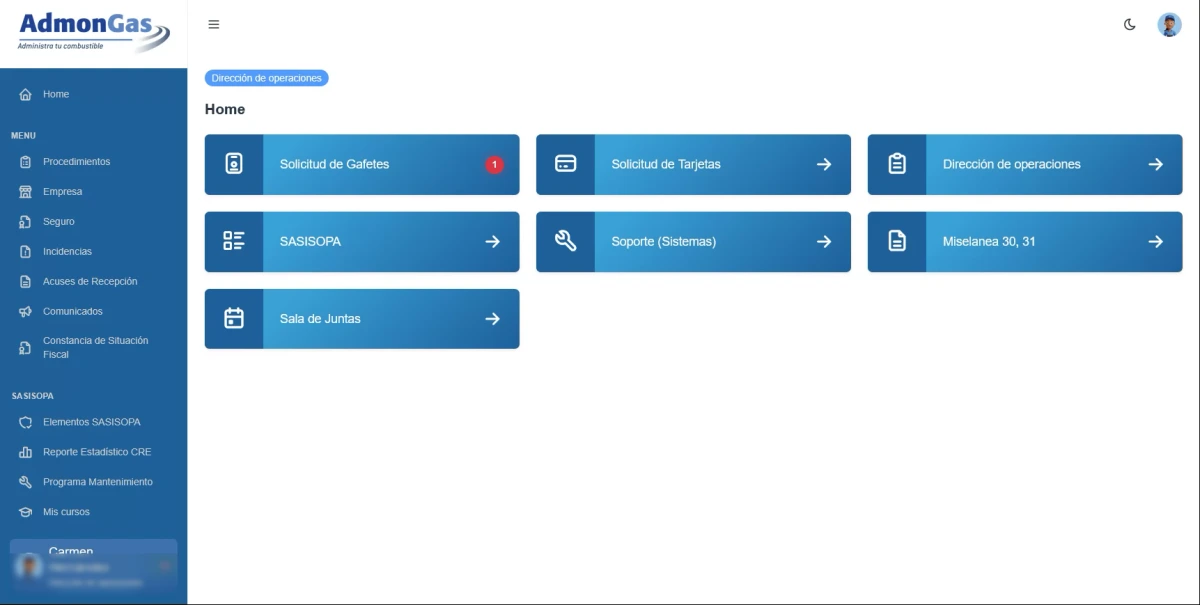 AdmonGas
Administra tu combustible
Home
MENU
Procedimientos
Empresa
Seguro
Incidencias
Acuses de Recepción
Comunicados
Constancia de Situación
Fiscal
SASISOPA
Elementos SASISOPA
Reporte Estadístico CRE
Programa Mantenimiento
Mis cursos
Carmen
Dirección de operaciones
Home
Solicitud de Gafetes
1
Solicitud de Tarjetas
Dirección de operaciones
SASISOPA
Soporte (Sistemas)
Miselanea 30, 31
Sala de Juntas